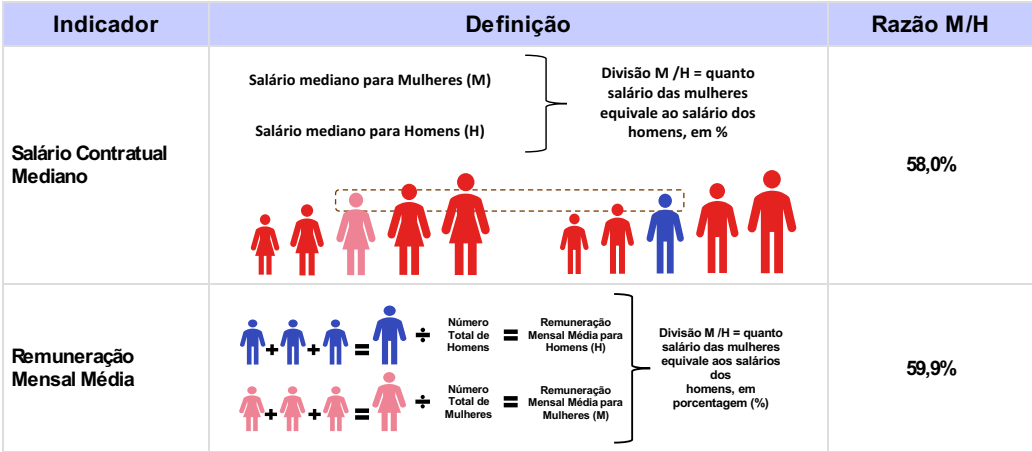 Indicador
Definição
Razão M/H
Salário Contratual
Mediano
Salário mediano para Mulheres (M)
Salário mediano para Homens (H)
Divisão M /H = quanto
salário das mulheres
equivale ao salário dos
homens, em %
58,0%
Remuneração
Mensal Média
+ + = ÷
Número
Total de
Homens
=
Remuneração
Mensal Média para
Homens (H)
+ + = ÷
Número
Total de
Mulheres
=
Remuneração
Mensal Média para
Mulheres (M)
Divisão M /H = quanto
salário das mulheres
equivale aos salários
dos
homens, em
porcentagem (%)
59,9%